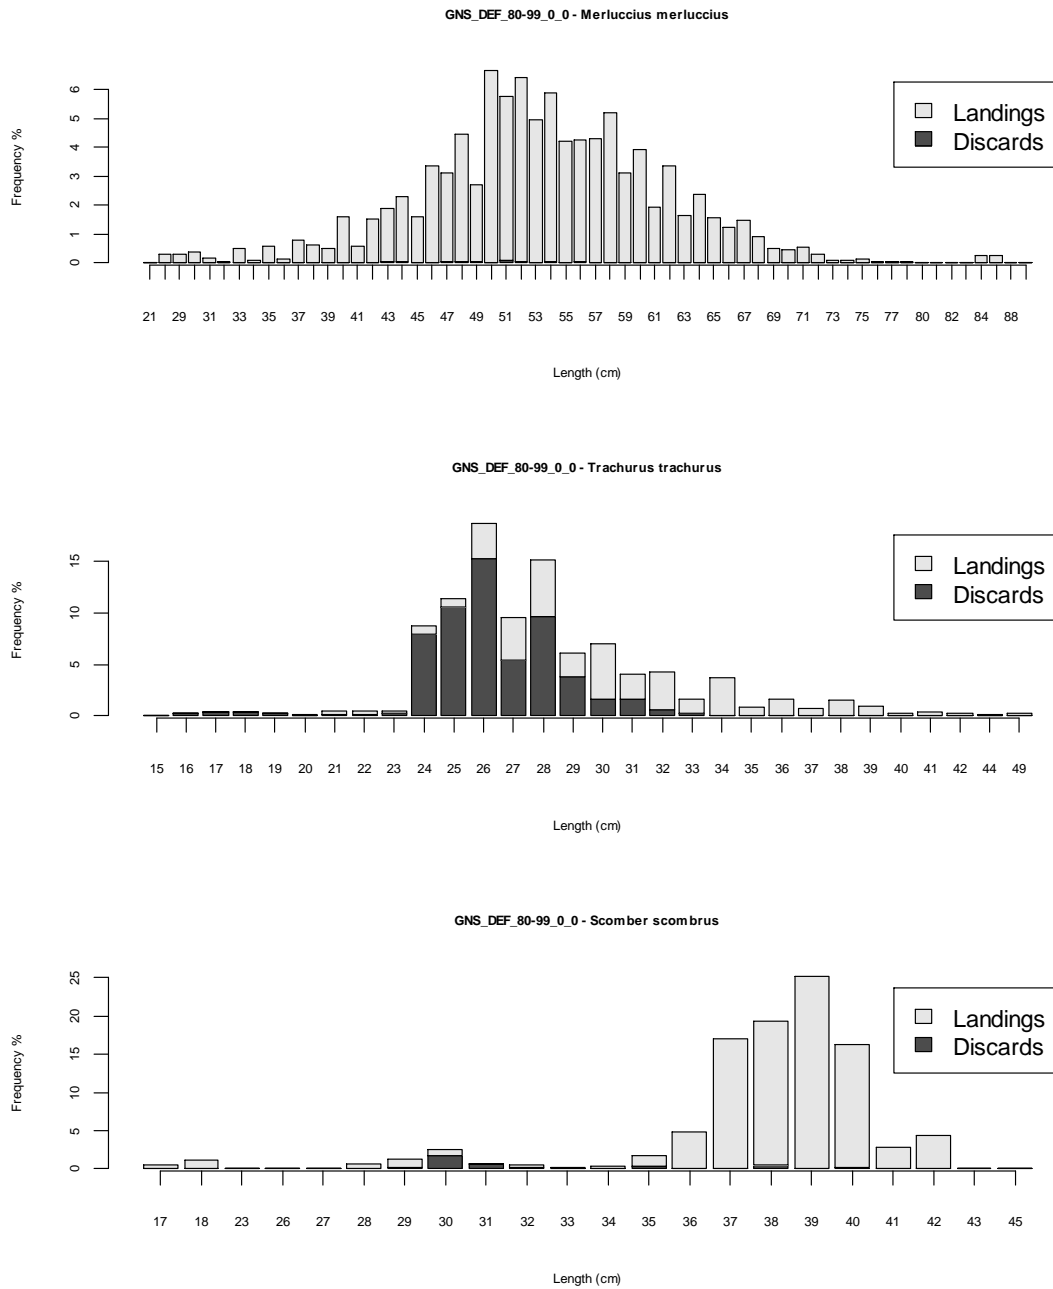 GNS_DEF_80-99_0_0 - Merluccius merluccius
Frequency %
0 1 2 3 4 5 6
Landings
Discards
21 29 31 33 35 37 39 41 43 45 47 49 51 53 55 57 59 61 63 65 67 69 71 73 75 77 80 82 84 88
Length (cm)
GNS_DEF_80-99_0_0 - Trachurus trachurus
Frequency %
0 5 10 15
Landings
Discards
15 16 17 18 19 20 21 22 23 24 25 26 27 28 29 30 31 32 33 34 35 36 37 38 39 40 41 42 44 49
Length (cm)
GNS_DEF_80-99_0_0 - Scomber scombrus
Frequency %
0 5 10 15 20 25
Landings
Discards
17 18 23 26 27 28 29 30 31 32 33 34 35 36 37 38 39 40 41 42 43 45
Length (cm)